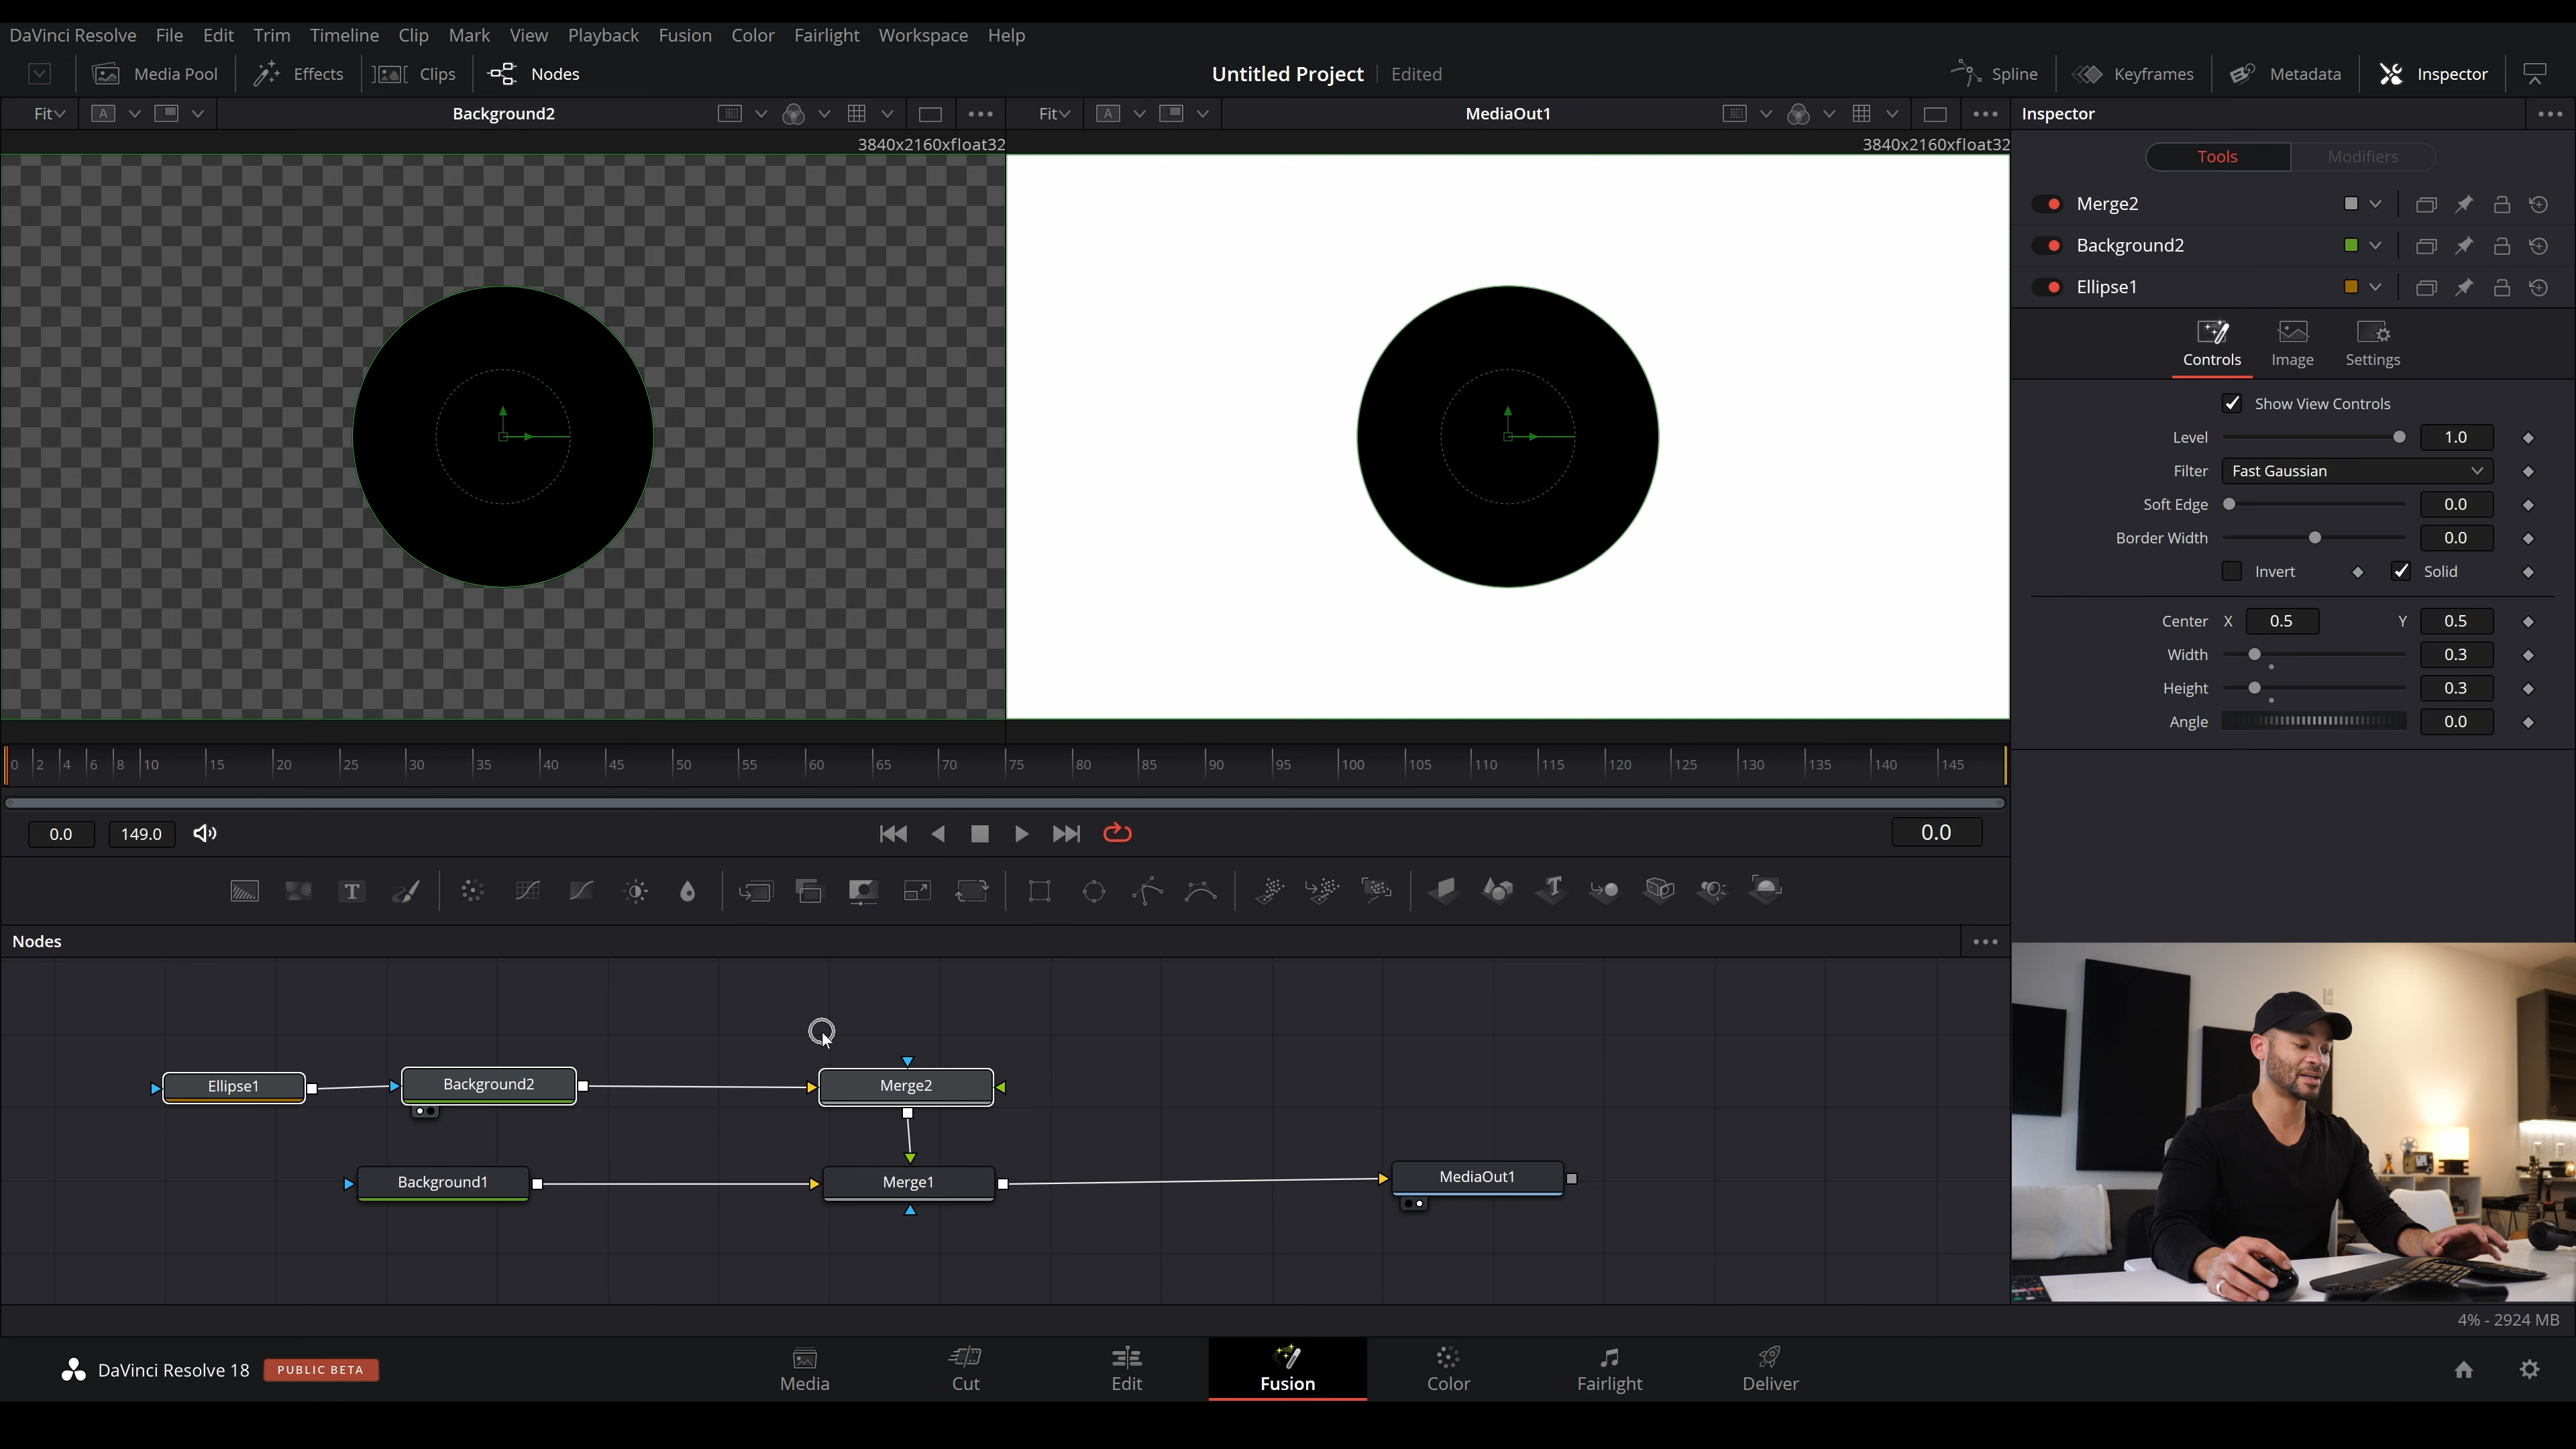 DaVinci Resolve File Edit Trim Timeline Clip Mark View Playback Fusion Color Fairlight Workspace Help
Media Pool Effects Clips Nodes Untitled Project Edited Spline Keyframes Metadata Inspector
Fit A Background2 Fit A MediaOut1 Inspector
3840x2160xfloat32 3840x2160xfloat32
Tools Modifiers
Merge2
Background2
Ellipse1
Controls Image Settings
Show View Controls
Level 1.0
Filter Fast Gaussian
Soft Edge 0.0
Border Width 0.0
Invert Solid
Center X 0.5 Y 0.5
Width 0.3
Height 0.3
Angle 0.0
0 2 4 6 8 10 15 20 25 30 35 40 45 50 55 60 65 70 75 80 85 90 95 100 105 110 115 120 125 130 135 140 145
0.0 149.0 0.0
T T
Nodes
Ellipse1 Background2 Merge2
Background1 Merge1 MediaOut1
4% - 2924 MB
DaVinci Resolve 18 PUBLIC BETA
Media Cut Edit Fusion Color Fairlight Deliver